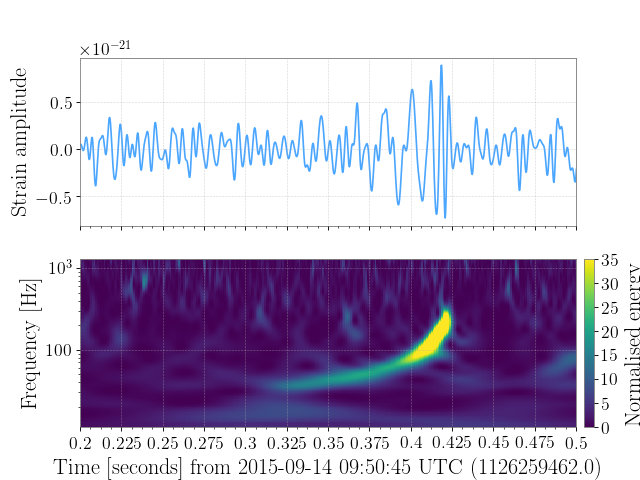 ×10⁻²¹
Strain amplitude
0.5
0.0
−0.5
Frequency [Hz]
10³
100
35
30
25
20
15
10
5
0
Normalised energy
0.2 0.225 0.25 0.275 0.3 0.325 0.35 0.375 0.4 0.425 0.45 0.475 0.5
Time [seconds] from 2015-09-14 09:50:45 UTC (1126259462.0)